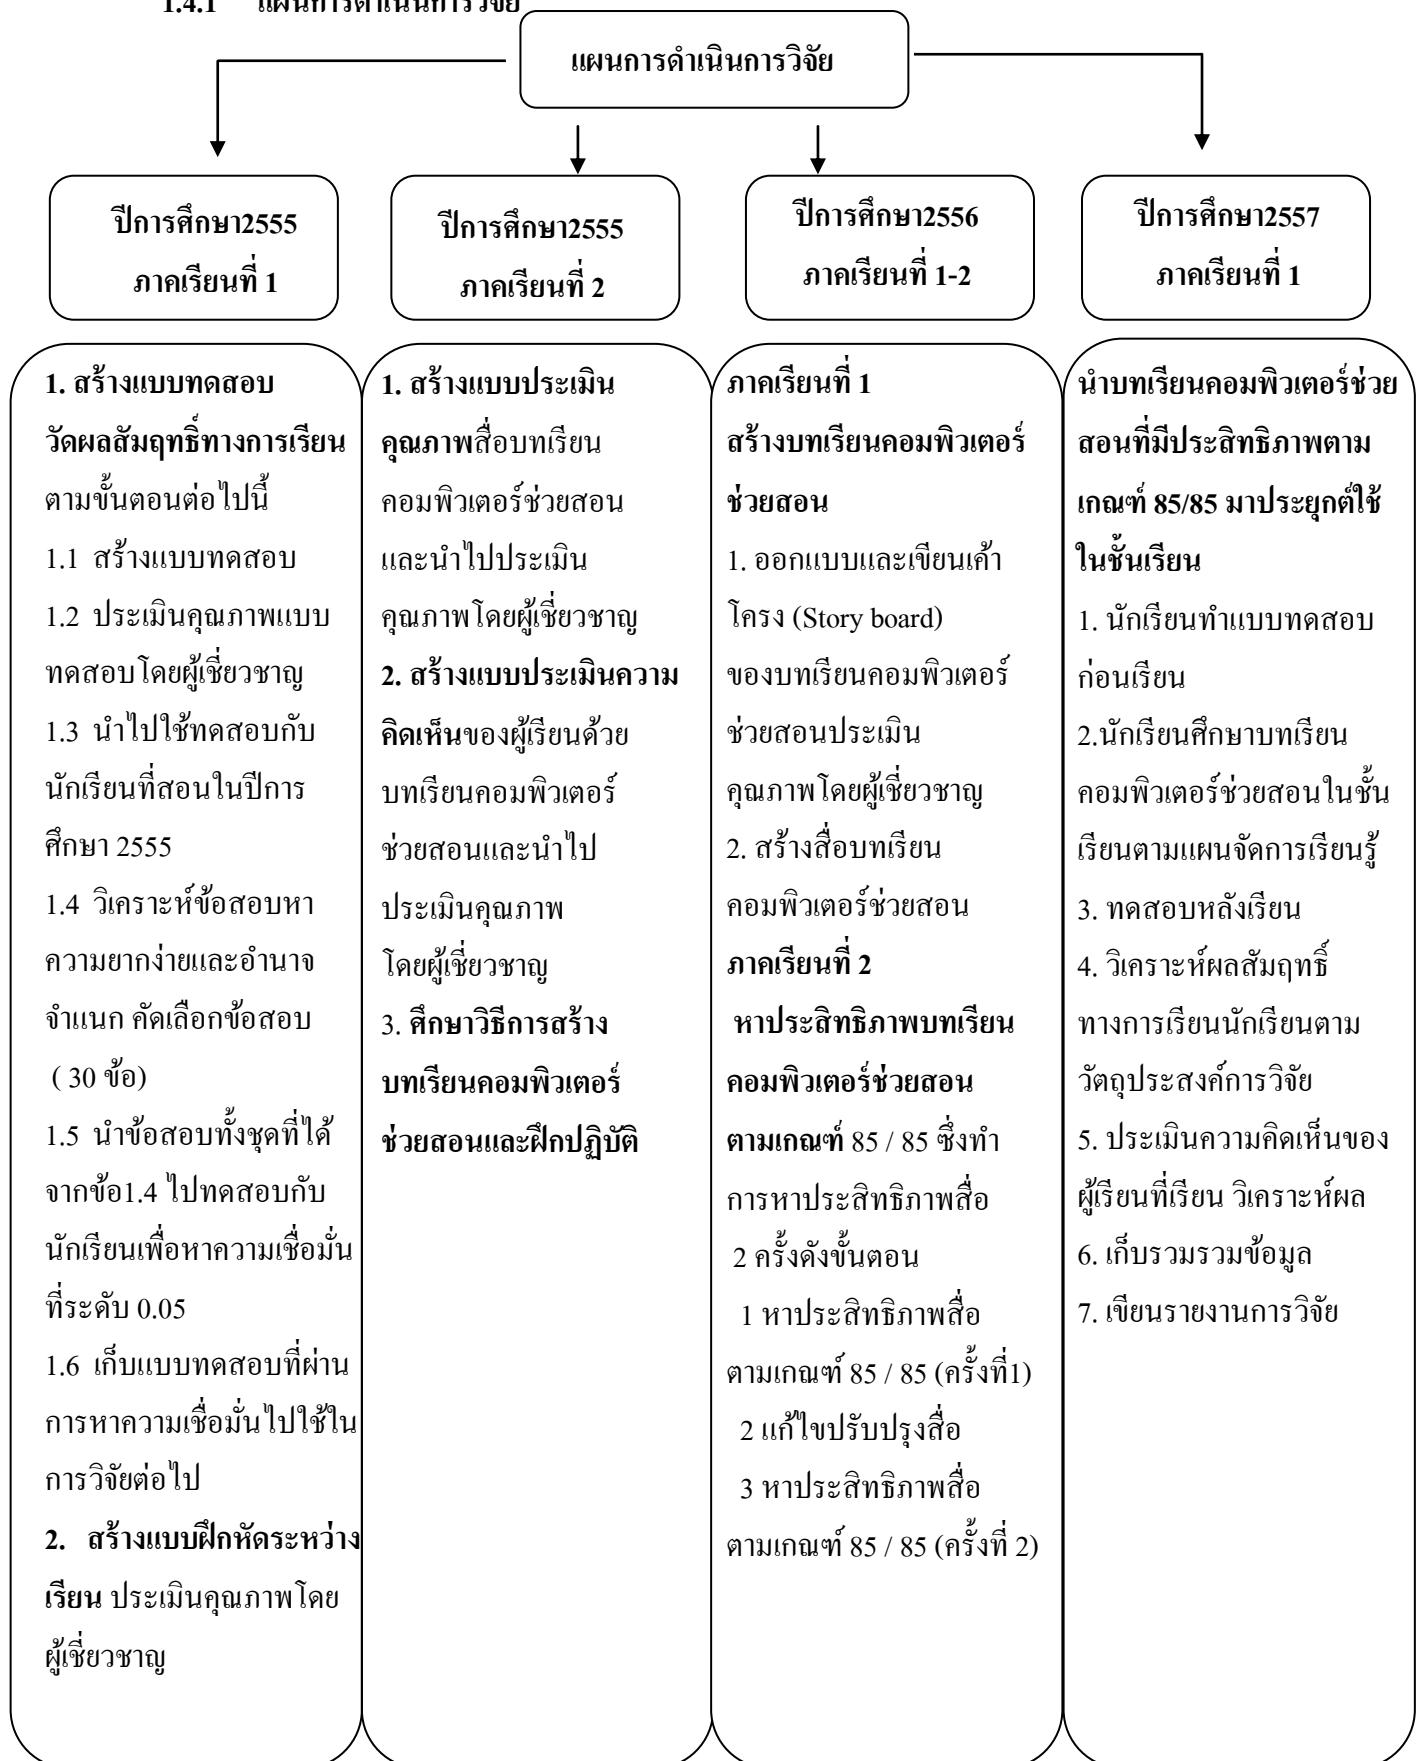 1.4.1 แผนการดำเนินการวิจัย
แผนการดำเนินการวิจัย
ปีการศึกษา2555
ภาคเรียนที่ 1
ปีการศึกษา2555
ภาคเรียนที่ 2
ปีการศึกษา2556
ภาคเรียนที่ 1-2
ปีการศึกษา2557
ภาคเรียนที่ 1
1. สร้างแบบทดสอบ
วัดผลสัมฤทธิ์ทางการเรียน
ตามขั้นตอนต่อไปนี้
1.1 สร้างแบบทดสอบ
1.2 ประเมินคุณภาพแบบ
ทดสอบโดยผู้เชี่ยวชาญ
1.3 นำไปใช้ทดสอบกับ
นักเรียนที่สอนในปีการ
ศึกษา 2555
1.4 วิเคราะห์ข้อสอบหา
ความยากง่ายและอำนาจ
จำแนก คัดเลือกข้อสอบ
( 30 ข้อ)
1.5 นำข้อสอบทั้งชุดที่ได้
จากข้อ1.4 ไปทดสอบกับ
นักเรียนเพื่อหาความเชื่อมั่น
ที่ระดับ 0.05
1.6 เก็บแบบทดสอบที่ผ่าน
การหาความเชื่อมั่นไปใช้ใน
การวิจัยต่อไป
2. สร้างแบบฝึกหัดระหว่าง
เรียน ประเมินคุณภาพโดย
ผู้เชี่ยวชาญ
1. สร้างแบบประเมิน
คุณภาพสื่อบทเรียน
คอมพิวเตอร์ช่วยสอน
และนำไปประเมิน
คุณภาพโดยผู้เชี่ยวชาญ
2. สร้างแบบประเมินความ
คิดเห็นของผู้เรียนด้วย
บทเรียนคอมพิวเตอร์
ช่วยสอนและนำไป
ประเมินคุณภาพ
โดยผู้เชี่ยวชาญ
3. ศึกษาวิธีการสร้าง
บทเรียนคอมพิวเตอร์
ช่วยสอนและฝึกปฏิบัติ
ภาคเรียนที่ 1
สร้างบทเรียนคอมพิวเตอร์
ช่วยสอน
1. ออกแบบและเขียนเค้า
โครง (Story board)
ของบทเรียนคอมพิวเตอร์
ช่วยสอนประเมิน
คุณภาพโดยผู้เชี่ยวชาญ
2. สร้างสื่อบทเรียน
คอมพิวเตอร์ช่วยสอน
ภาคเรียนที่ 2
หาประสิทธิภาพบทเรียน
คอมพิวเตอร์ช่วยสอน
ตามเกณฑ์ 85 / 85 ซึ่งทำ
การหาประสิทธิภาพสื่อ
2 ครั้งดังขั้นตอน
1 หาประสิทธิภาพสื่อ
ตามเกณฑ์ 85 / 85 (ครั้งที่1)
2 แก้ไขปรับปรุงสื่อ
3 หาประสิทธิภาพสื่อ
ตามเกณฑ์ 85 / 85 (ครั้งที่ 2)
นำบทเรียนคอมพิวเตอร์ช่วย
สอนที่มีประสิทธิภาพตาม
เกณฑ์ 85/85 มาประยุกต์ใช้
ในชั้นเรียน
1. นักเรียนทำแบบทดสอบ
ก่อนเรียน
2.นักเรียนศึกษาบทเรียน
คอมพิวเตอร์ช่วยสอนในชั้น
เรียนตามแผนจัดการเรียนรู้
3. ทดสอบหลังเรียน
4. วิเคราะห์ผลสัมฤทธิ์
ทางการเรียนนักเรียนตาม
วัตถุประสงค์การวิจัย
5. ประเมินความคิดเห็นของ
ผู้เรียนที่เรียน วิเคราะห์ผล
6. เก็บรวมรวมข้อมูล
7. เขียนรายงานการวิจัย